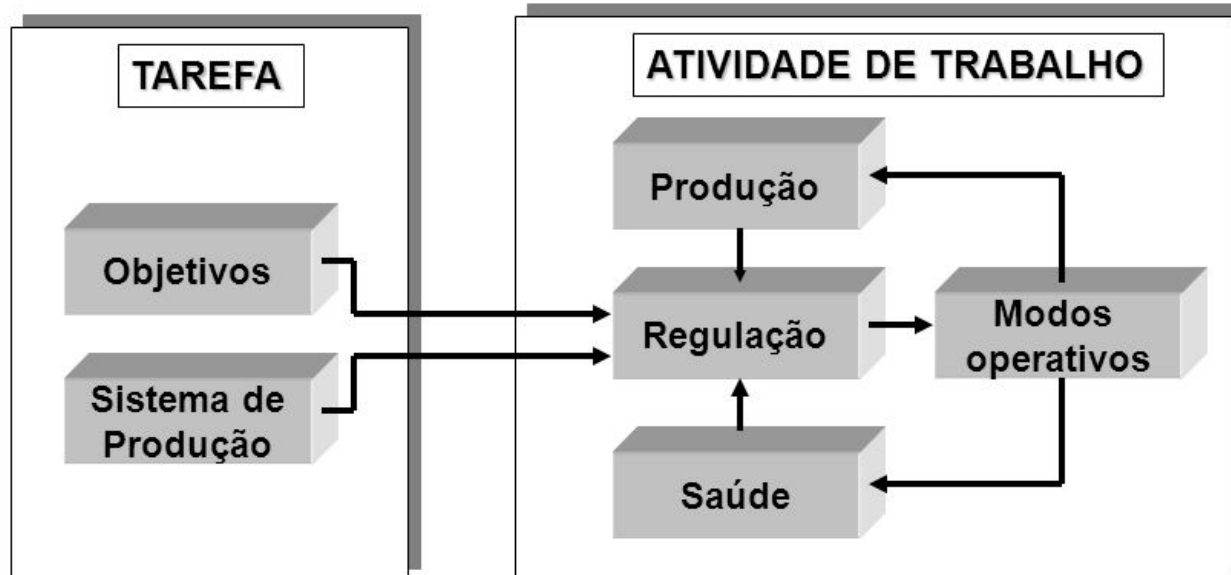 TAREFA
Objetivos
Sistema de
Produção
ATIVIDADE DE TRABALHO
Produção
Regulação
Modos
operativos
Saúde